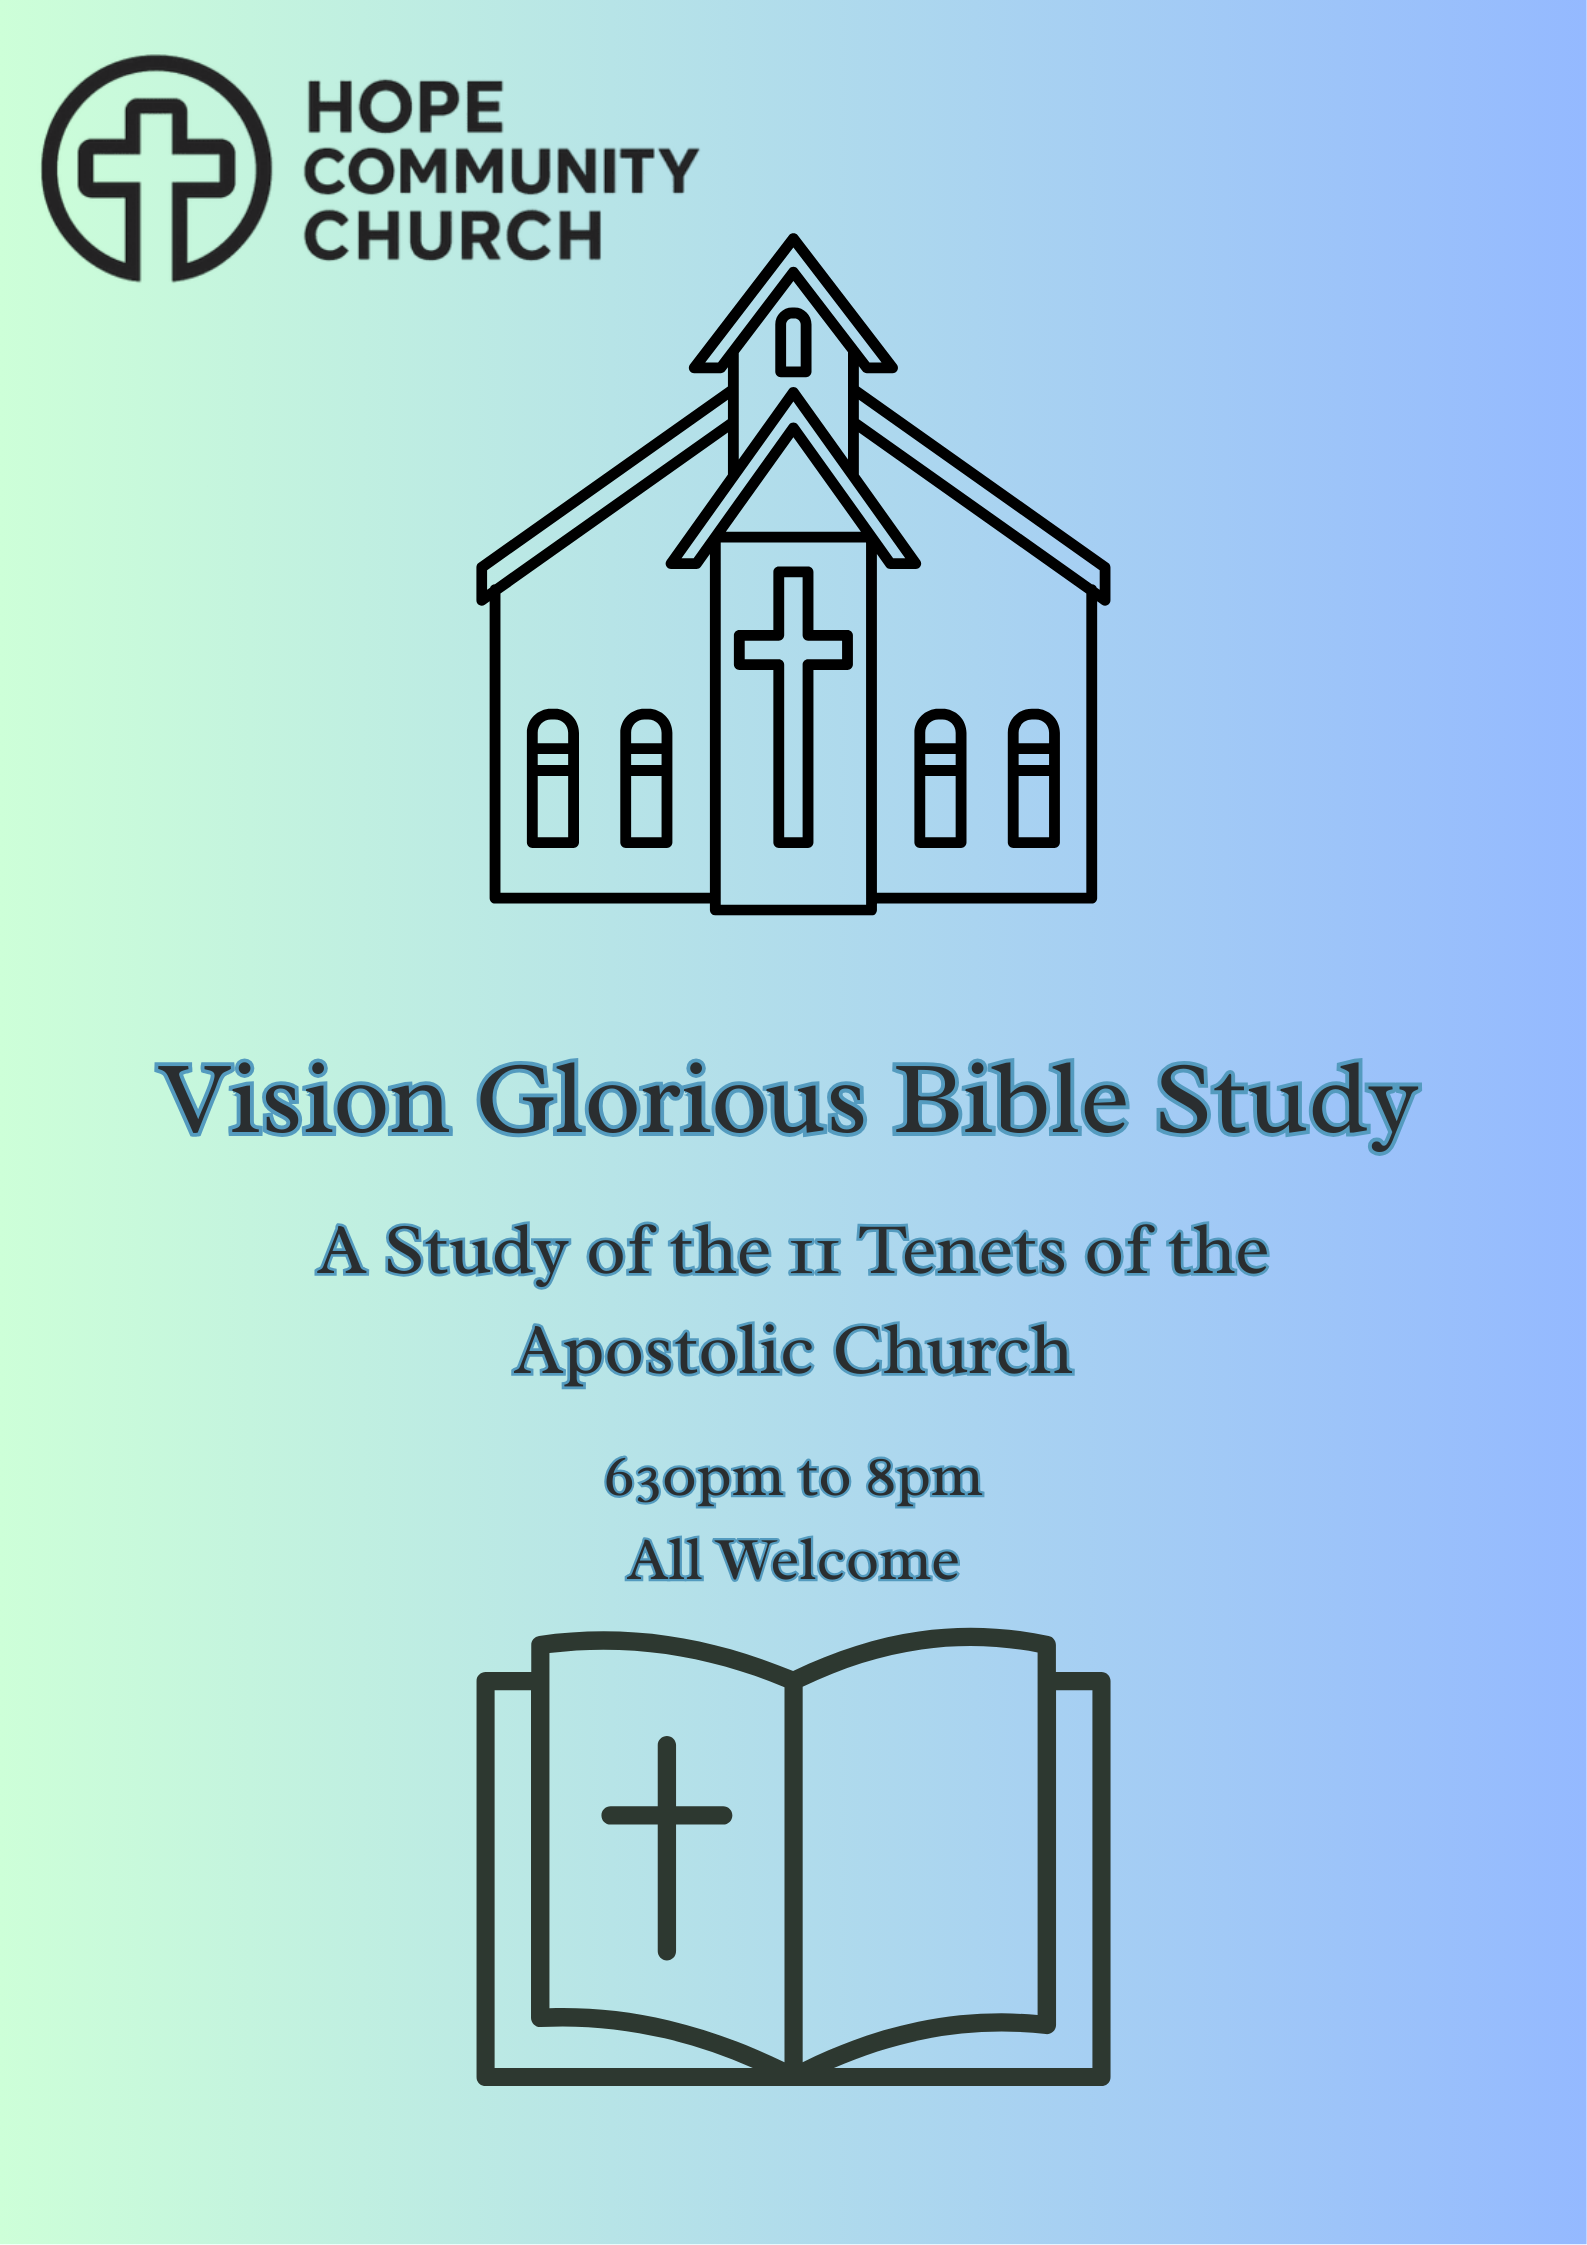 HOPE
COMMUNITY
CHURCH
Vision Glorious Bible Study
A Study of the 11 Tenets of the
Apostolic Church
630pm to 8pm
All Welcome